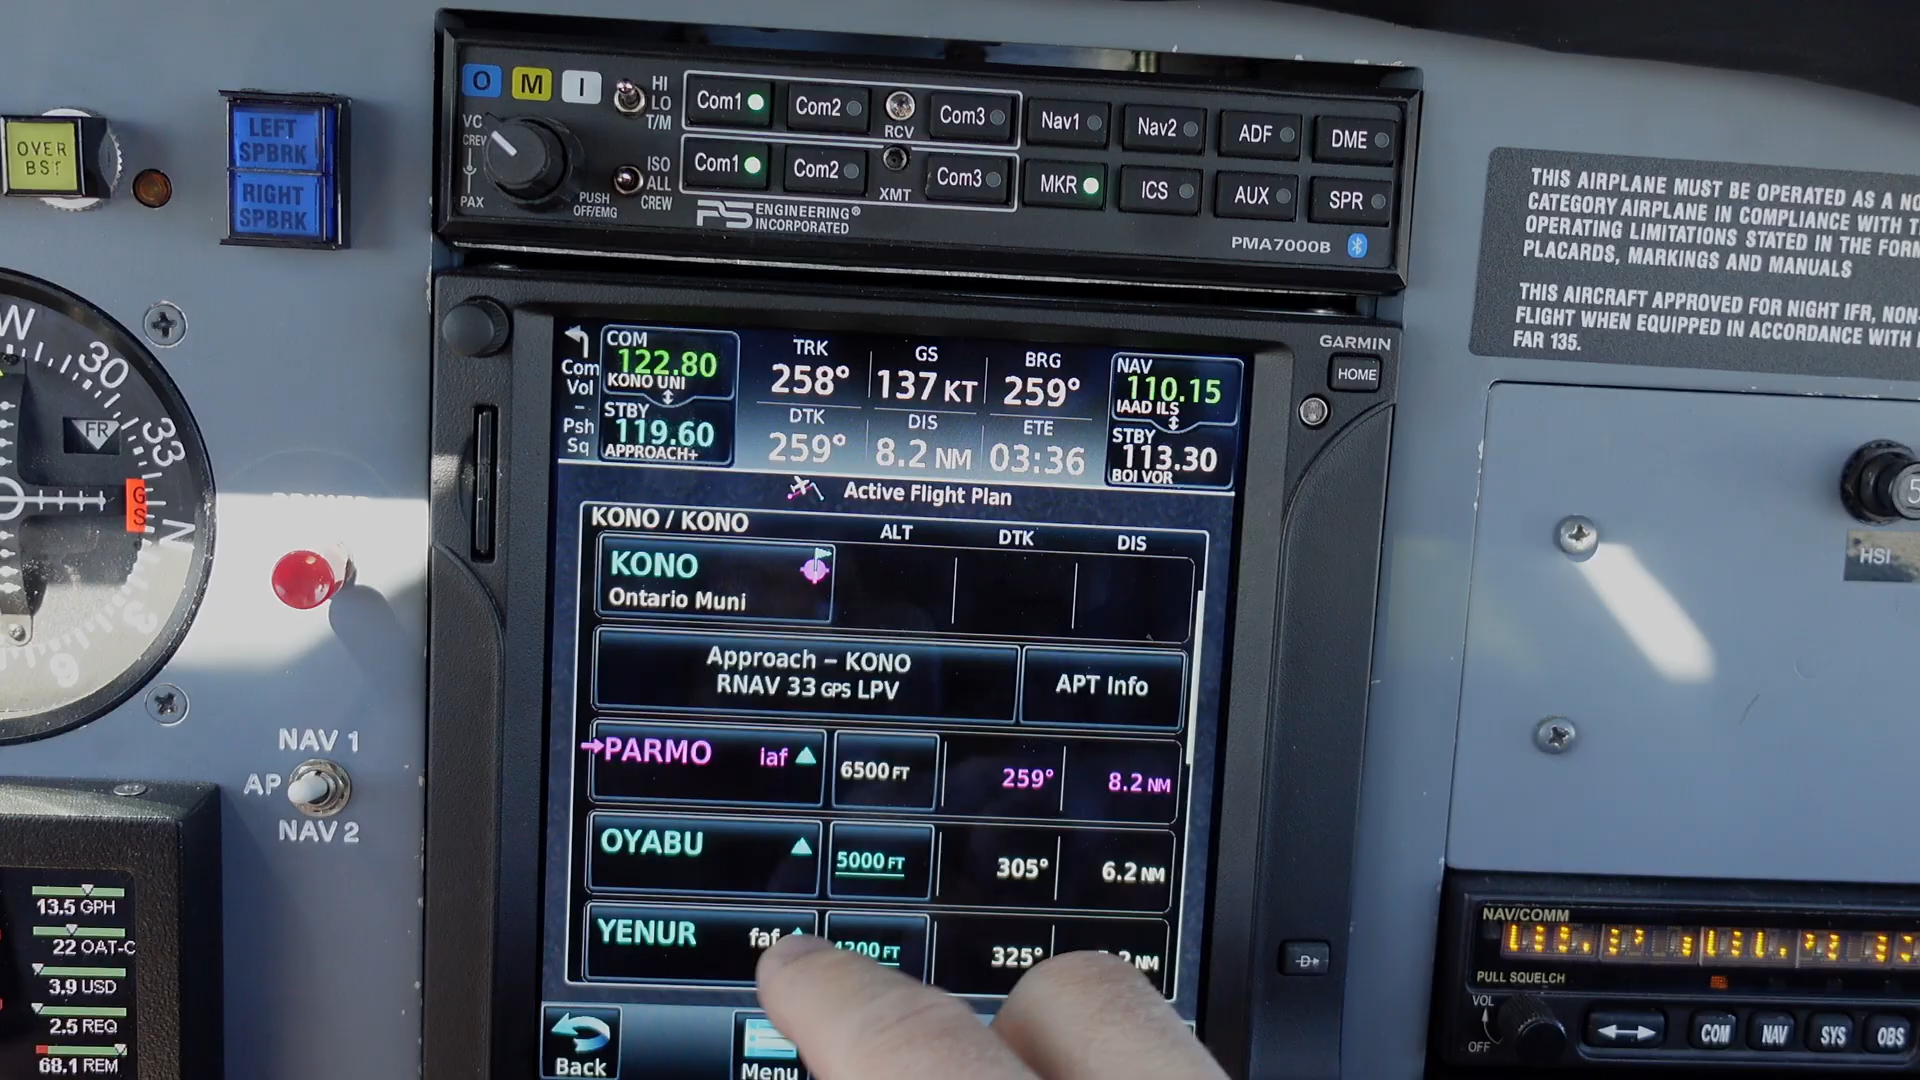 O M I
HI
LO
T/M
VC
CREW
PAX
ISO
ALL
CREW
PUSH
OFF/EMG
Com1 Com2 RCV Com3 Nav1 Nav2 ADF DME
Com1 Com2 XMT Com3 MKR ICS AUX SPR
PS ENGINEERING®
INCORPORATED
PMA7000B
OVER
BST
LEFT
SPBRK
RIGHT
SPBRK
THIS AIRPLANE MUST BE OPERATED AS A
CATEGORY AIRPLANE IN COMPLIANCE WITH
OPERATING LIMITATIONS STATED IN THE
PLACARDS, MARKINGS AND MANUALS
THIS AIRCRAFT APPROVED FOR NIGHT IFR,
FLIGHT WHEN EQUIPPED IN ACCORDANCE WITH
FAR 135.
GARMIN
HOME
Com
Vol
-
Psh
Sq
COM
122.80
KONO UNI
STBY
119.60
APPROACH+
TRK
258°
GS
137 KT
BRG
259°
DTK
259°
DIS
8.2 NM
ETE
03:36
NAV
110.15
IAAD ILS
STBY
113.30
BOI VOR
Active Flight Plan
KONO / KONO ALT DTK DIS
KONO
Ontario Muni
Approach – KONO
RNAV 33 GPS LPV
APT Info
PARMO iaf 6500 FT 259° 8.2 NM
OYABU 5000 FT 305° 6.2 NM
YENUR faf 325° NM
Back
Menu
W 30 33 N 3 6
FR
GS
NAV 1
AP
NAV 2
13.5 GPH
22 OAT-C
3.9 USD
2.5 REQ
68.1 REM
5
HSI
NAV/COMM
PULL SQUELCH
VOL
OFF
COM NAV SYS OBS
D